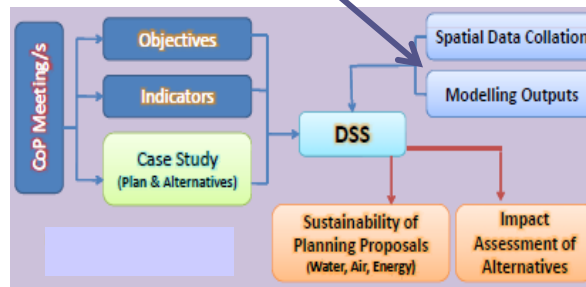 CoP Meeting/s
Objectives
Indicators
Case Study
(Plan & Alternatives)
DSS
Spatial Data Collation
Modelling Outputs
Sustainability of
Planning Proposals
(Water, Air, Energy)
Impact
Assessment of
Alternatives